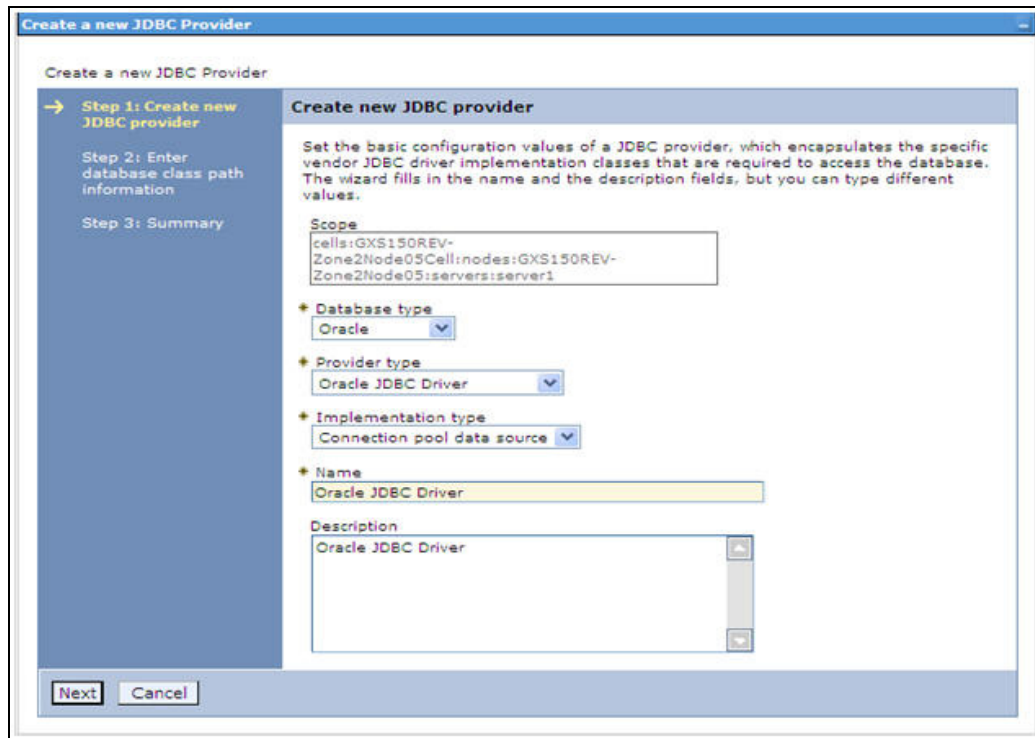 Create a new JDBC Provider
Create a new JDBC Provider
Step 1: Create new
JDBC provider
Step 2: Enter
database class path
information
Step 3: Summary
Create new JDBC provider
Set the basic configuration values of a JDBC provider, which encapsulates the specific
vendor JDBC driver implementation classes that are required to access the database.
The wizard fills in the name and the description fields, but you can type different
values.
Scope
cells:GXS150REV-
Zone2Node05Cell:nodes:GXS150REV-
Zone2Node05:servers:server1
Database type
Oracle
Provider type
Oracle JDBC Driver
Implementation type
Connection pool data source
Name
Oracle JDBC Driver
Description
Oracle JDBC Driver
Next
Cancel